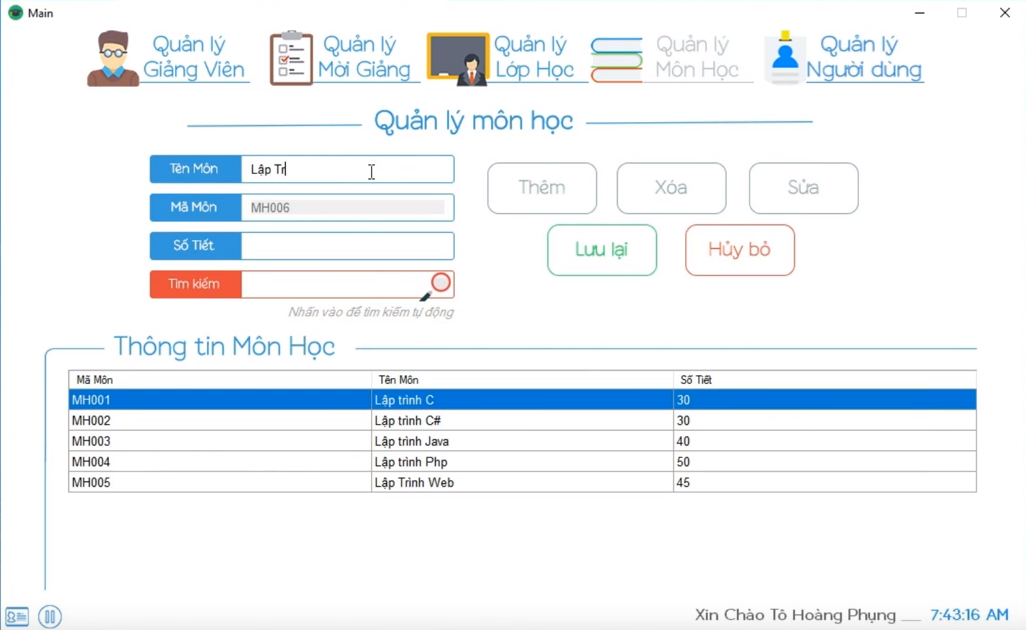 Main
Quản lý Giảng Viên
Quản lý Mời Giảng
Quản lý Lớp Học
Quản lý Môn Học
Quản lý Người dùng
Quản lý môn học
Tên Môn Lập Tr
Mã Môn MH006
Số Tiết
Tìm kiếm
Nhấn vào để tìm kiếm tự động
Thêm Xóa Sửa
Lưu lại Hủy bỏ
Thông tin Môn Học
Mã Môn Tên Môn Số Tiết
MH001 Lập trình C 30
MH002 Lập trình C# 30
MH003 Lập trình Java 40
MH004 Lập trình Php 50
MH005 Lập Trình Web 45
Xin Chào Tô Hoàng Phụng ___ 7:43:16 AM